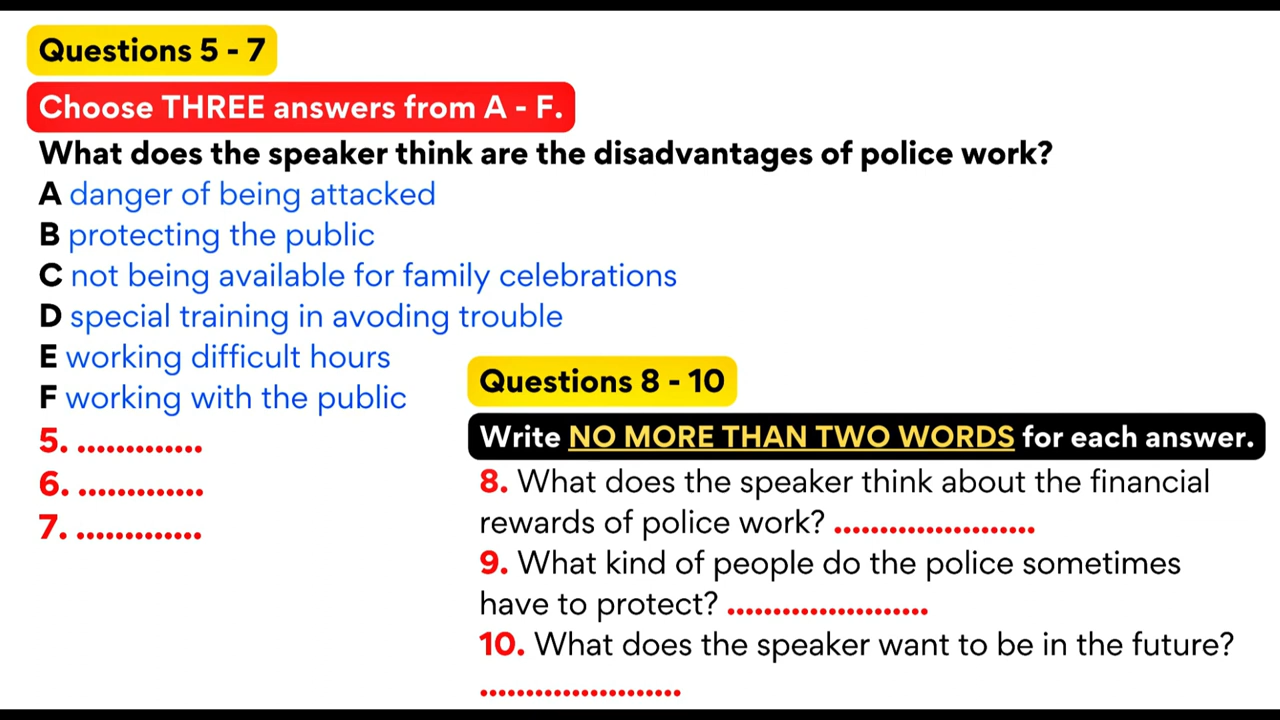 Questions 5 - 7
Choose THREE answers from A - F.
What does the speaker think are the disadvantages of police work?
A danger of being attacked
B protecting the public
C not being available for family celebrations
D special training in avoding trouble
E working difficult hours
F working with the public
5. .............
6. .............
7. .............
Questions 8 - 10
Write NO MORE THAN TWO WORDS for each answer.
8. What does the speaker think about the financial
rewards of police work? ......................
9. What kind of people do the police sometimes
have to protect? ......................
10. What does the speaker want to be in the future?
......................